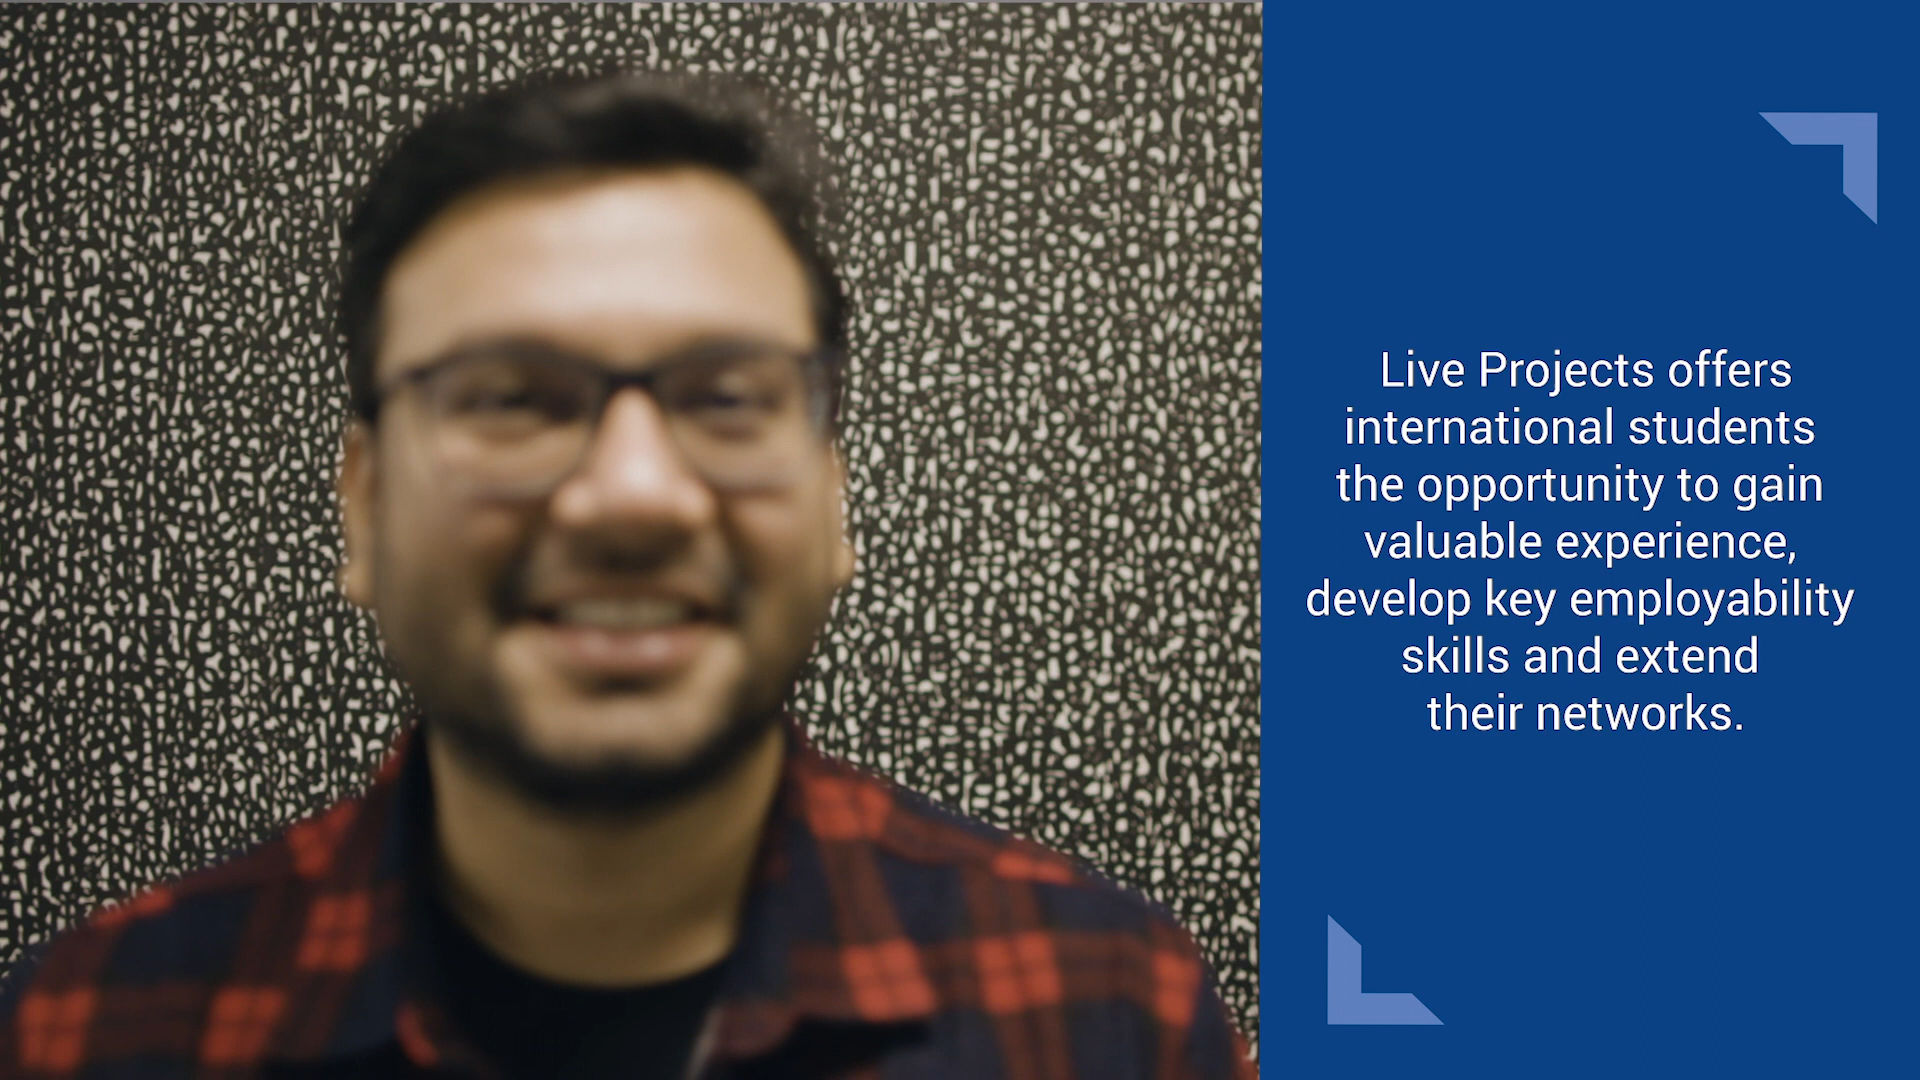 Live Projects offers
international students
the opportunity to gain
valuable experience,
develop key employability
skills and extend
their networks.